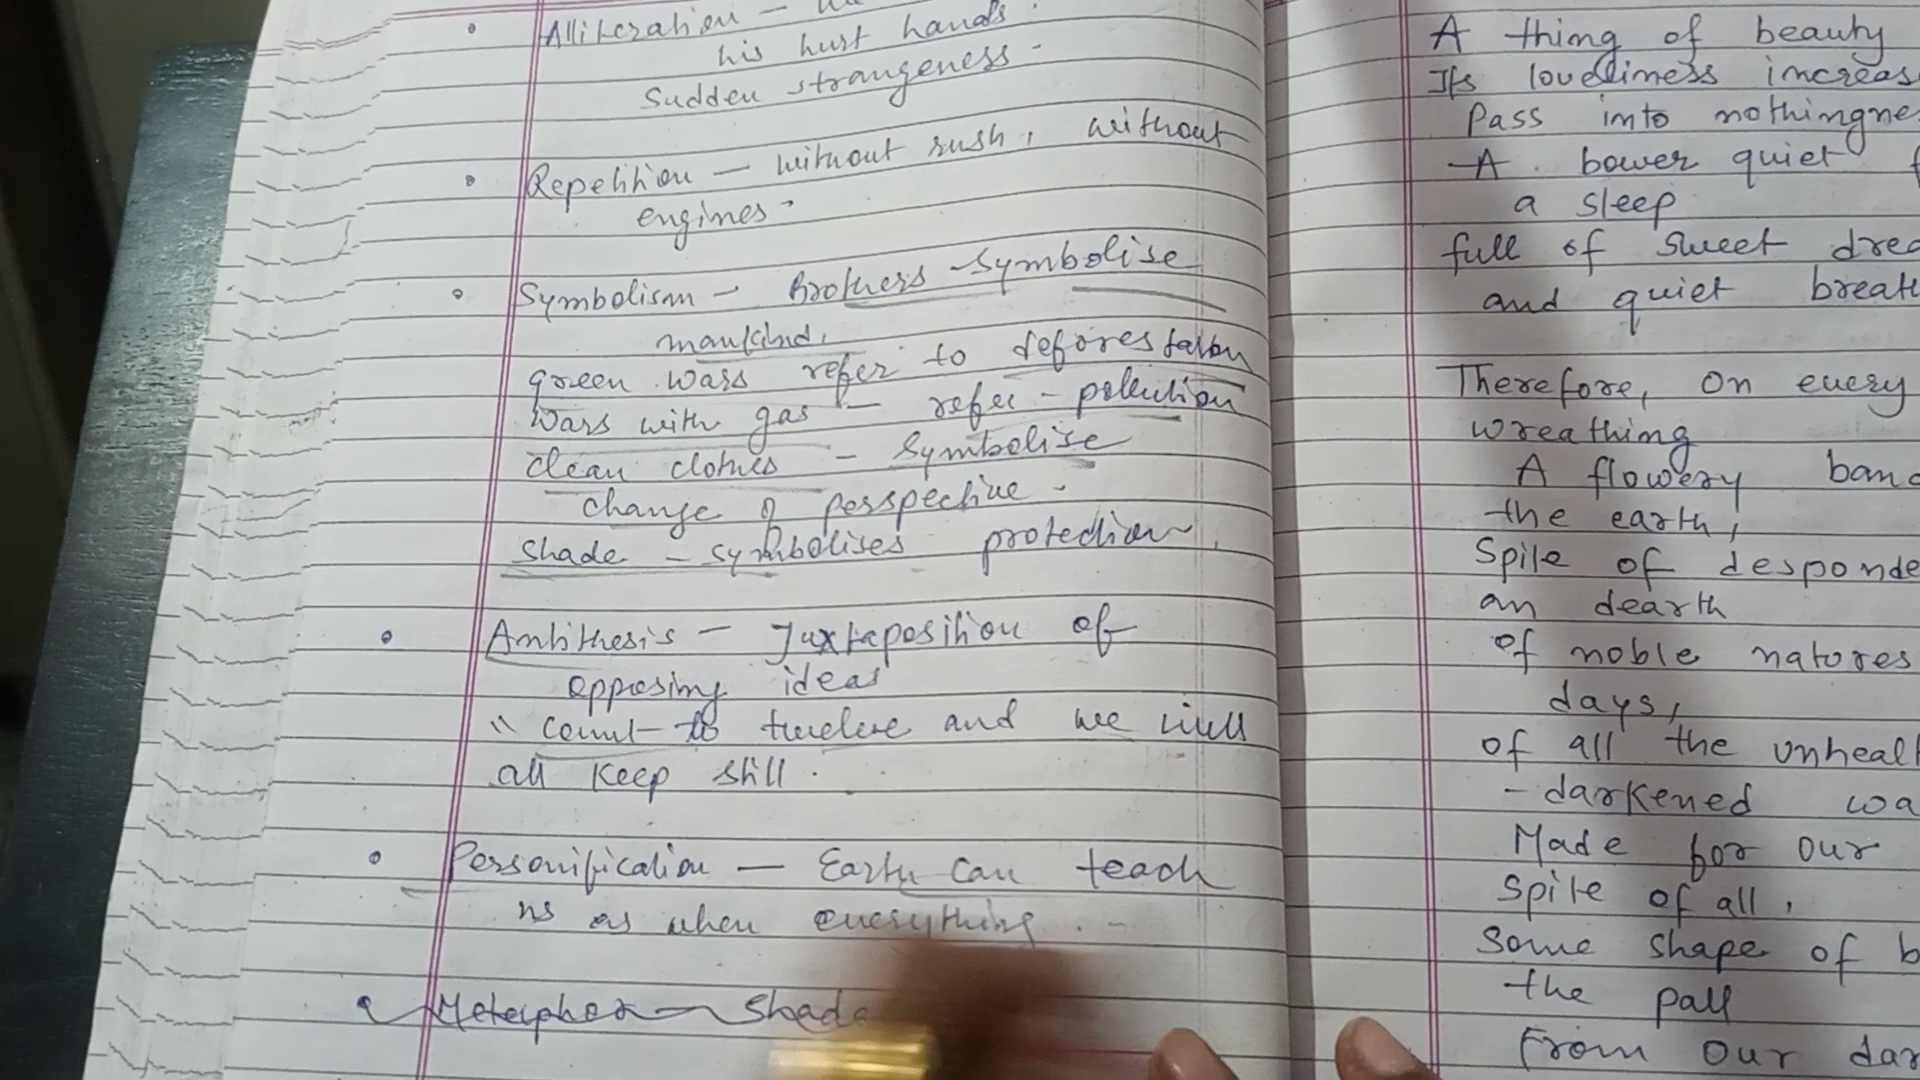 Alliteration -
his hurt hands.
Sudden strangeness -
Repetition - without rush, without
engines -
Symbolism - Brothers - symbolise
mankind.
green wars refer to deforestation
Wars with gas - refer - pollution
clean clothes - symbolise
change of perspective.
shade - symbolises protection.
Antithesis - Juxtaposition of
opposing ideas
"count to twelve and we will
all keep still.
Personification - Earth can teach
us as when everything. -
Metaphor - Shade
A thing of beauty
Its loveliness increas
Pass into nothingne
A bower quiet f
a sleep
full of sweet drea
and quiet breath
Therefore, on every
wreathing
A flowery band
the earth,
Spite of desponde
an dearth
of noble natores
days,
of all the unheal
-darkened wa
Made for our
Spite of all,
Some shape of b
the pall
From our dar